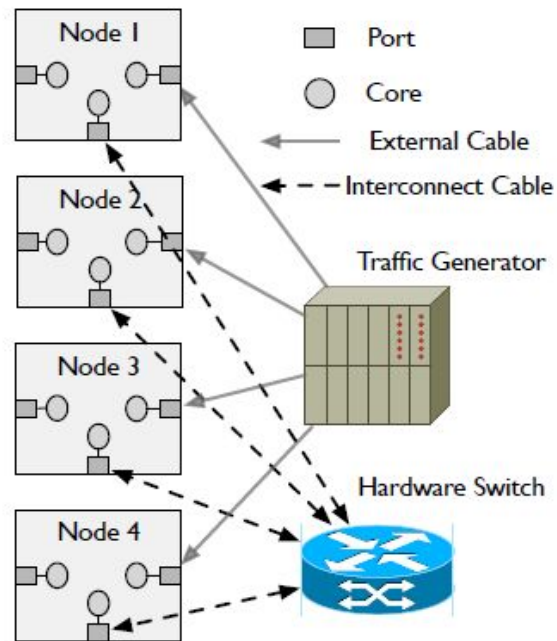 Node 1
Port
Core
External Cable
Interconnect Cable
Node 2
Traffic Generator
Node 3
Hardware Switch
Node 4